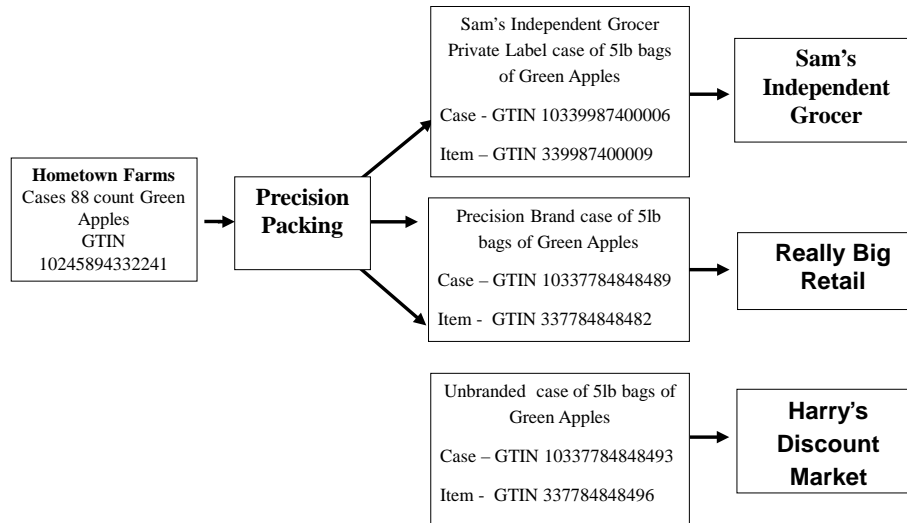 Hometown Farms
Cases 88 count Green
Apples
GTIN
10245894332241
Precision
Packing
Sam’s Independent Grocer
Private Label case of 5lb bags
of Green Apples
Case - GTIN 10339987400006
Item – GTIN 339987400009
Sam’s
Independent
Grocer
Precision Brand case of 5lb
bags of Green Apples
Case – GTIN 10337784848489
Item - GTIN 337784848482
Really Big
Retail
Unbranded case of 5lb bags of
Green Apples
Case – GTIN 10337784848493
Item - GTIN 337784848496
Harry’s
Discount
Market